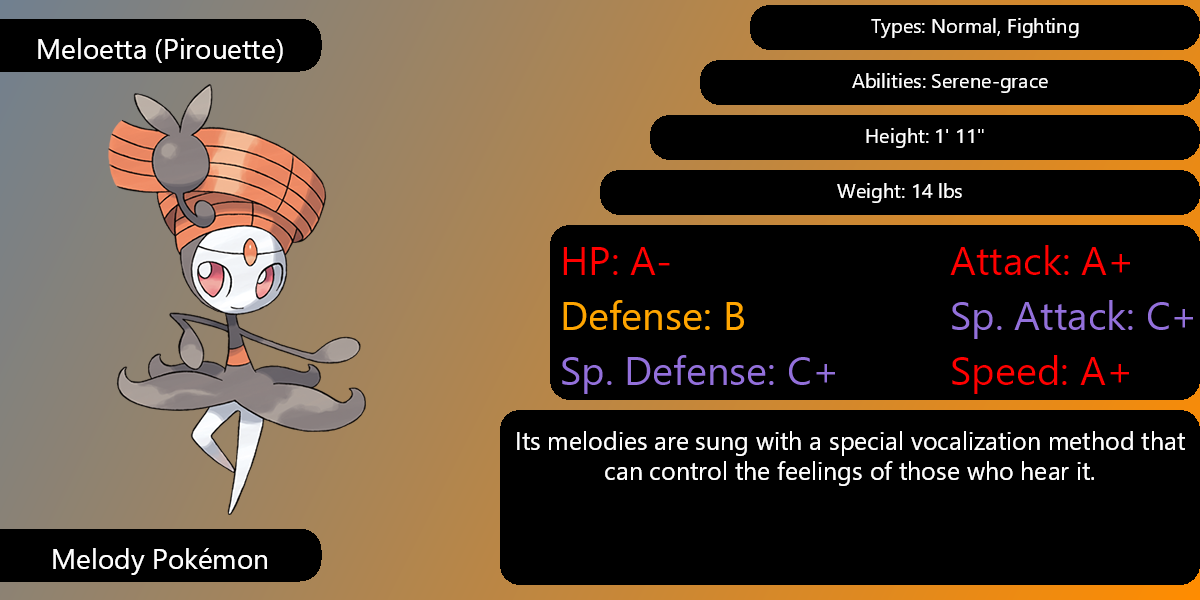 Meloetta (Pirouette)
Types: Normal, Fighting
Abilities: Serene-grace
Height: 1' 11"
Weight: 14 lbs
HP: A-
Attack: A+
Defense: B
Sp. Attack: C+
Sp. Defense: C+
Speed: A+
Its melodies are sung with a special vocalization method that
can control the feelings of those who hear it.
Melody Pokémon